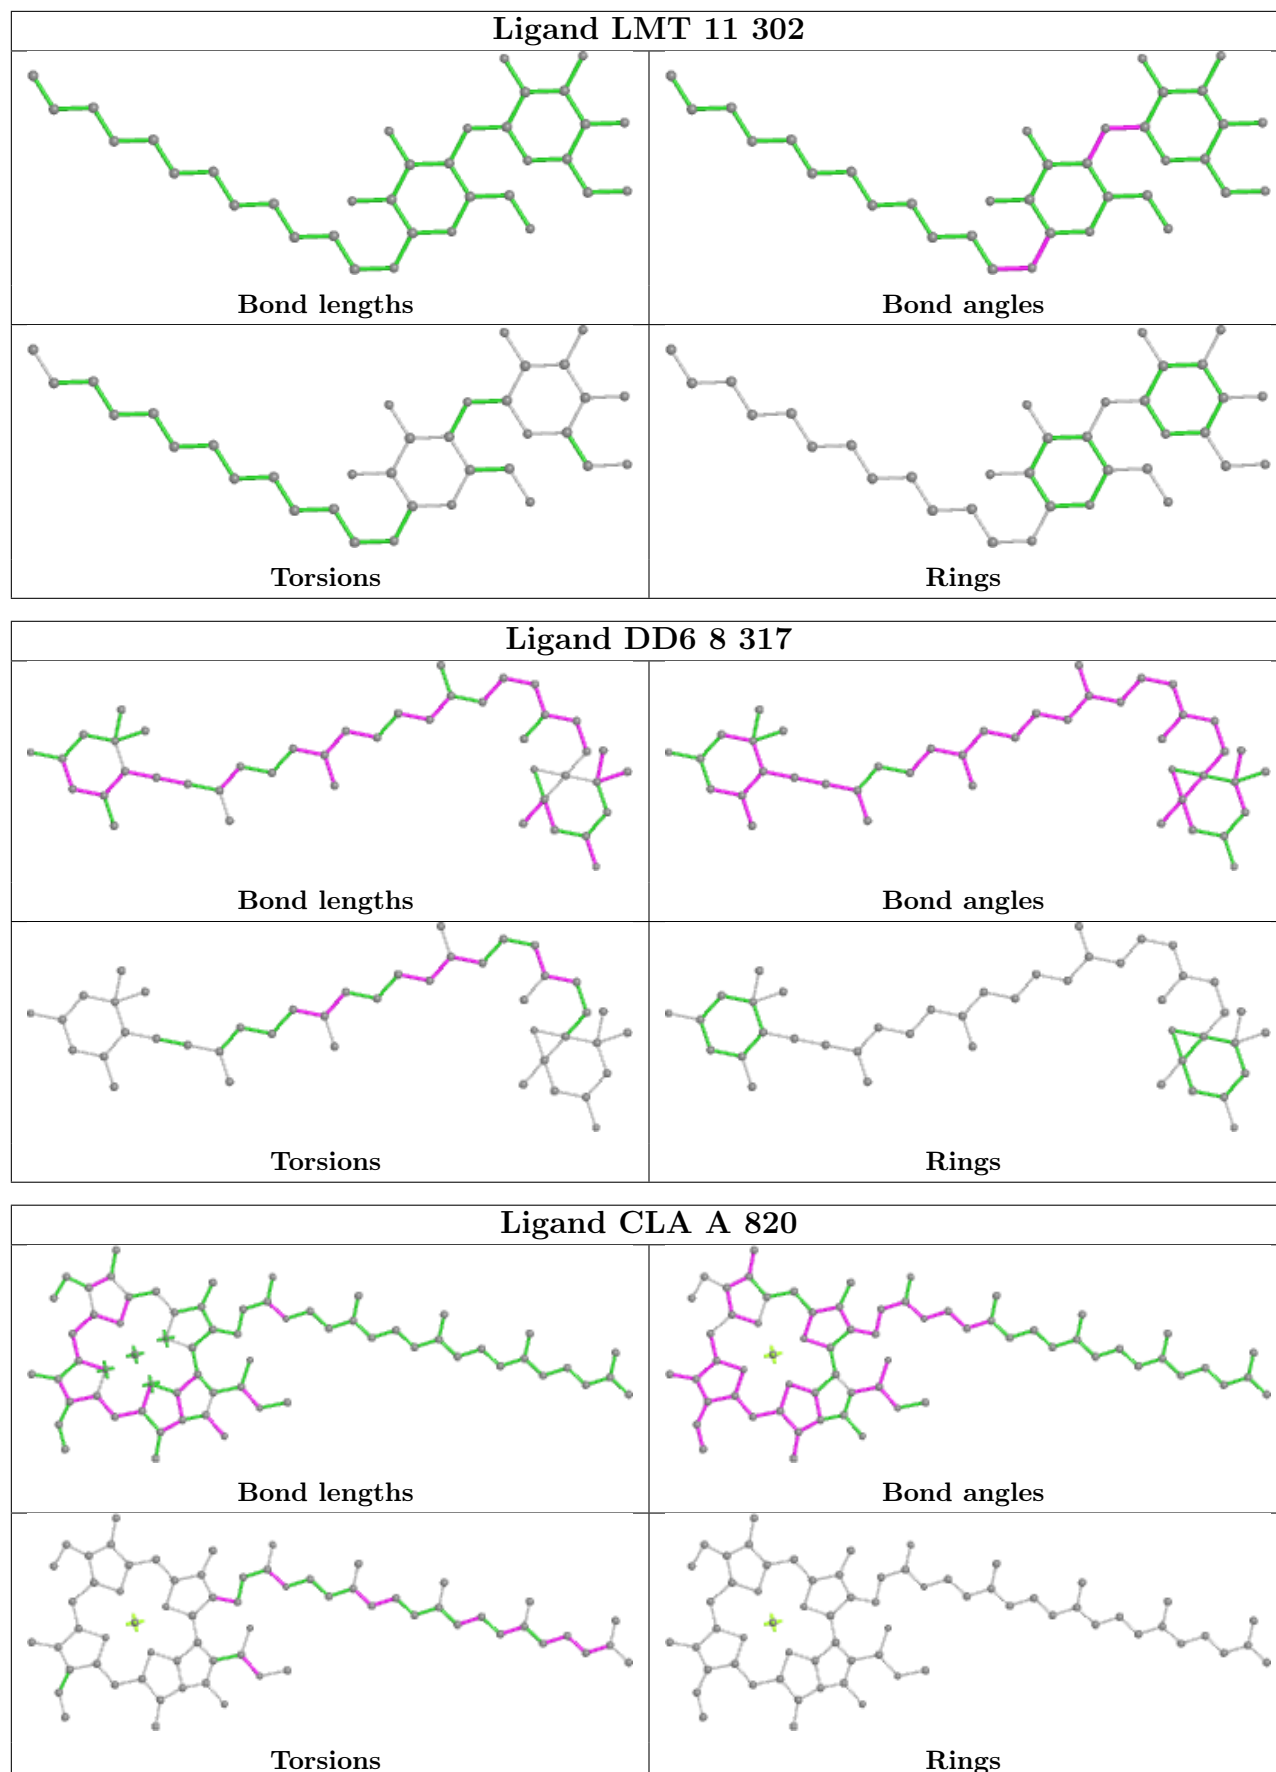 Ligand LMT 11 302
Bond lengths
Bond angles
Torsions
Rings
Ligand DD6 8 317
Bond lengths
Bond angles
Torsions
Rings
Ligand CLA A 820
Bond lengths
Bond angles
Torsions
Rings